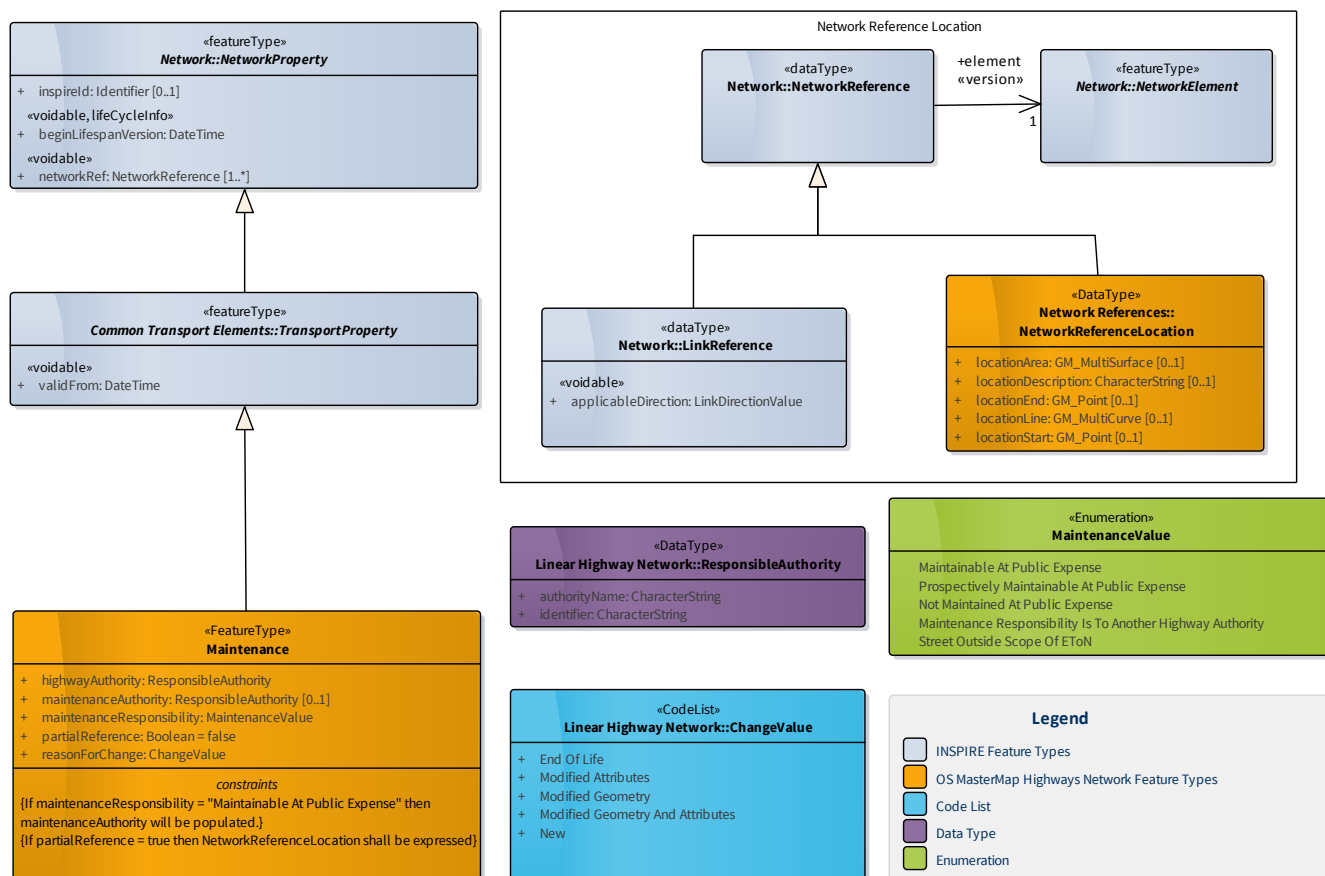 «featureType»
Network::NetworkProperty
+ inspireId: Identifier [0..1]
«voidable, lifeCycleInfo»
+ beginLifespanVersion: DateTime
«voidable»
+ networkRef: NetworkReference [1..*]
«featureType»
Common Transport Elements::TransportProperty
«voidable»
+ validFrom: DateTime
«FeatureType»
Maintenance
+ highwayAuthority: ResponsibleAuthority
+ maintenanceAuthority: ResponsibleAuthority [0..1]
+ maintenanceResponsibility: MaintenanceValue
+ partialReference: Boolean = false
+ reasonForChange: ChangeValue
constraints
{If maintenanceResponsibility = "Maintainable At Public Expense" then
maintenanceAuthority will be populated.}
{If partialReference = true then NetworkReferenceLocation shall be expressed}
Network Reference Location
«dataType»
Network::NetworkReference
+element
«version»
1
«featureType»
Network::NetworkElement
«dataType»
Network::LinkReference
«voidable»
+ applicableDirection: LinkDirectionValue
«DataType»
Network References::
NetworkReferenceLocation
+ locationArea: GM_MultiSurface [0..1]
+ locationDescription: CharacterString [0..1]
+ locationEnd: GM_Point [0..1]
+ locationLine: GM_MultiCurve [0..1]
+ locationStart: GM_Point [0..1]
«DataType»
Linear Highway Network::ResponsibleAuthority
+ authorityName: CharacterString
+ identifier: CharacterString
«Enumeration»
MaintenanceValue
Maintainable At Public Expense
Prospectively Maintainable At Public Expense
Not Maintained At Public Expense
Maintenance Responsibility Is To Another Highway Authority
Street Outside Scope Of EToN
«CodeList»
Linear Highway Network::ChangeValue
+ End Of Life
+ Modified Attributes
+ Modified Geometry
+ Modified Geometry And Attributes
+ New
Legend
INSPIRE Feature Types
OS MasterMap Highways Network Feature Types
Code List
Data Type
Enumeration